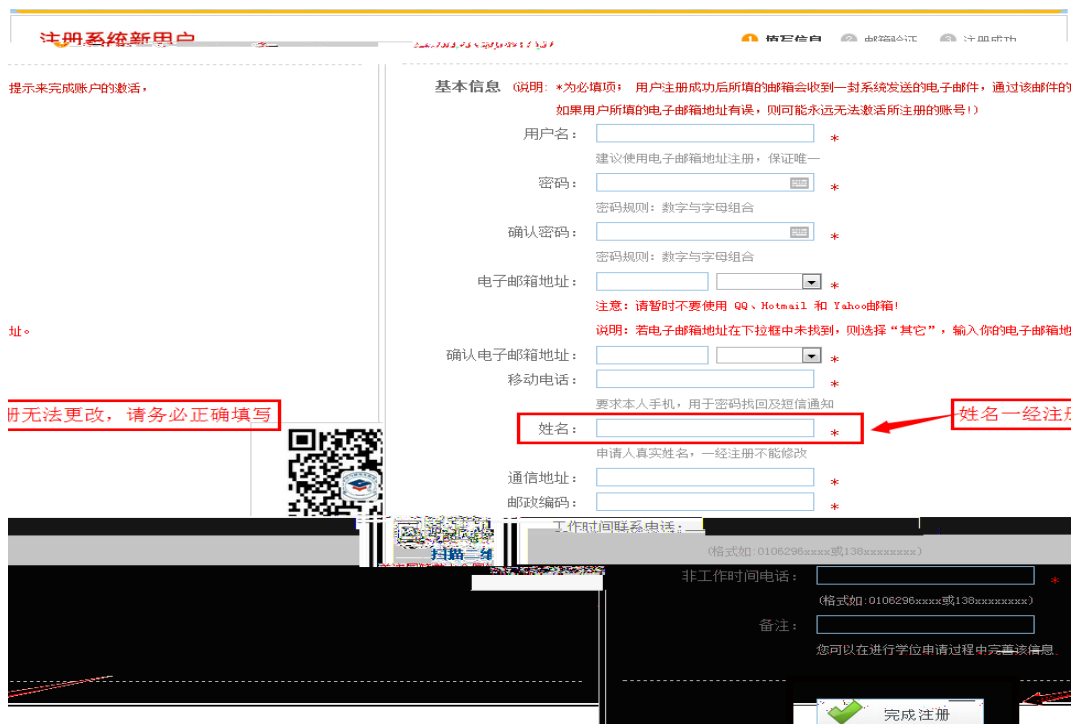 注册系统新用户
1 填写信息 2 邮箱验证 3 注册成功
提示来完成账户的激活，
基本信息 (说明: *为必填项； 用户注册成功后所填的邮箱会收到一封系统发送的电子邮件，通过该邮件的
如果用户所填的电子邮箱地址有误，则可能永远无法激活所注册的账号!)
用户名： *
建议使用电子邮箱地址注册，保证唯一
密码： *
密码规则: 数字与字母组合
确认密码： *
密码规则: 数字与字母组合
电子邮箱地址： *
注意: 请暂时不要使用 QQ、Hotmail 和 Yahoo邮箱!
址。
说明: 若电子邮箱地址在下拉框中未找到，则选择“其它”，输入你的电子邮箱地
确认电子邮箱地址： *
移动电话： *
要求本人手机，用于密码找回及短信通知
册无法更改，请务必正确填写
姓名： *
姓名一经注册
申请人真实姓名，一经注册不能修改
通信地址： *
邮政编码： *
工作时间联系电话：
扫描二维
(格式如:0106296xxxx或138xxxxxxxx)
非工作时间电话： *
(格式如:0106296xxxx或138xxxxxxxx)
备注：
您可以在进行学位申请过程中完善该信息
完成注册